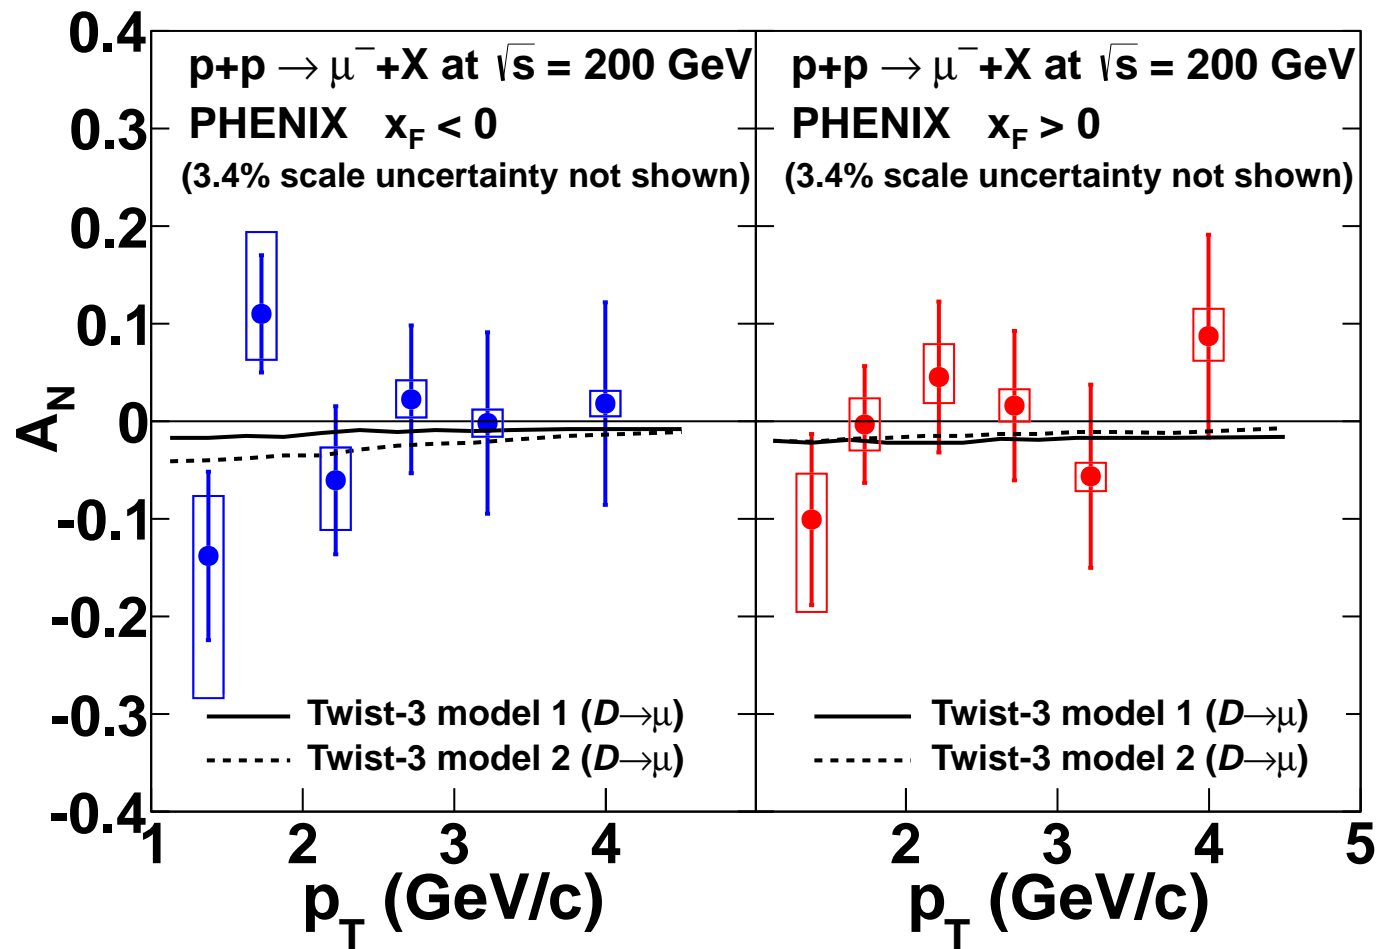 p+p → μ⁻+X at √s = 200 GeV
PHENIX x_F < 0
(3.4% scale uncertainty not shown)
p+p → μ⁻+X at √s = 200 GeV
PHENIX x_F > 0
(3.4% scale uncertainty not shown)
A_N
0.4
0.3
0.2
0.1
0
-0.1
-0.2
-0.3
-0.4
Twist-3 model 1 (D→μ)
Twist-3 model 2 (D→μ)
Twist-3 model 1 (D→μ)
Twist-3 model 2 (D→μ)
1 2 3 4
2 3 4 5
p_T (GeV/c)
p_T (GeV/c)